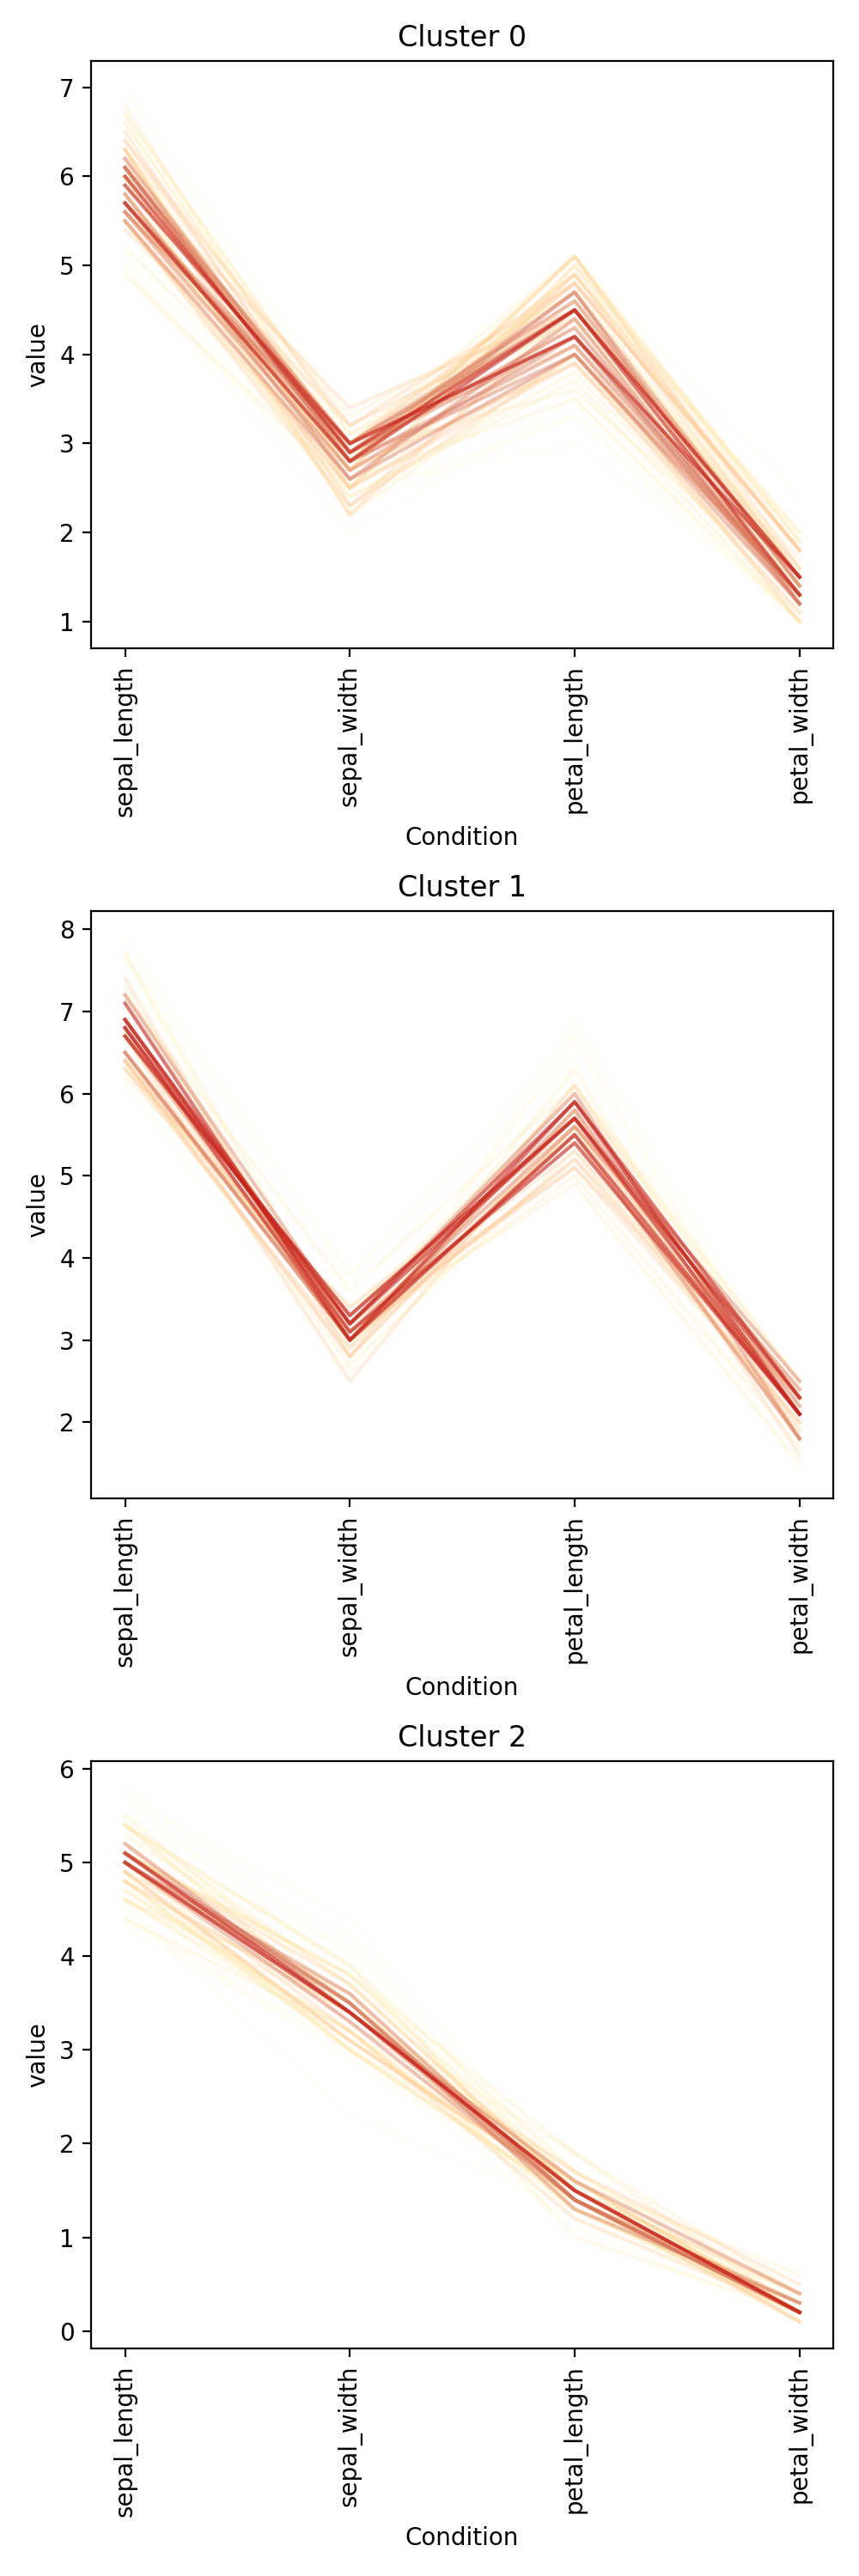 Cluster 0
7
6
5
4
3
2
1
value
sepal_length
sepal_width
petal_length
petal_width
Condition
Cluster 1
8
7
6
5
4
3
2
value
sepal_length
sepal_width
petal_length
petal_width
Condition
Cluster 2
6
5
4
3
2
1
0
value
sepal_length
sepal_width
petal_length
petal_width
Condition